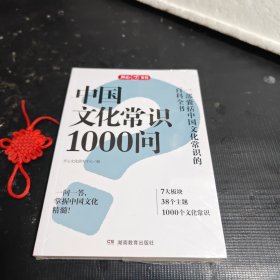 中国
文化常识
1000问
一部囊括中国文化常识的
百科全书
一问一答，
掌握中国文化
精髓！
7大板块
38个主题
1000个文化常识
湖南教育出版社